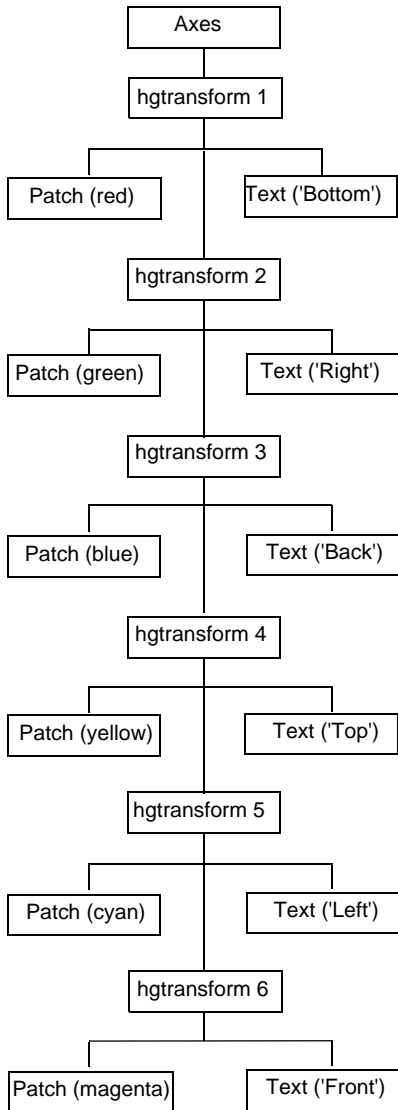 Axes
hgtransform 1
Patch (red)
Text ('Bottom')
hgtransform 2
Patch (green)
Text ('Right')
hgtransform 3
Patch (blue)
Text ('Back')
hgtransform 4
Patch (yellow)
Text ('Top')
hgtransform 5
Patch (cyan)
Text ('Left')
hgtransform 6
Patch (magenta)
Text ('Front')